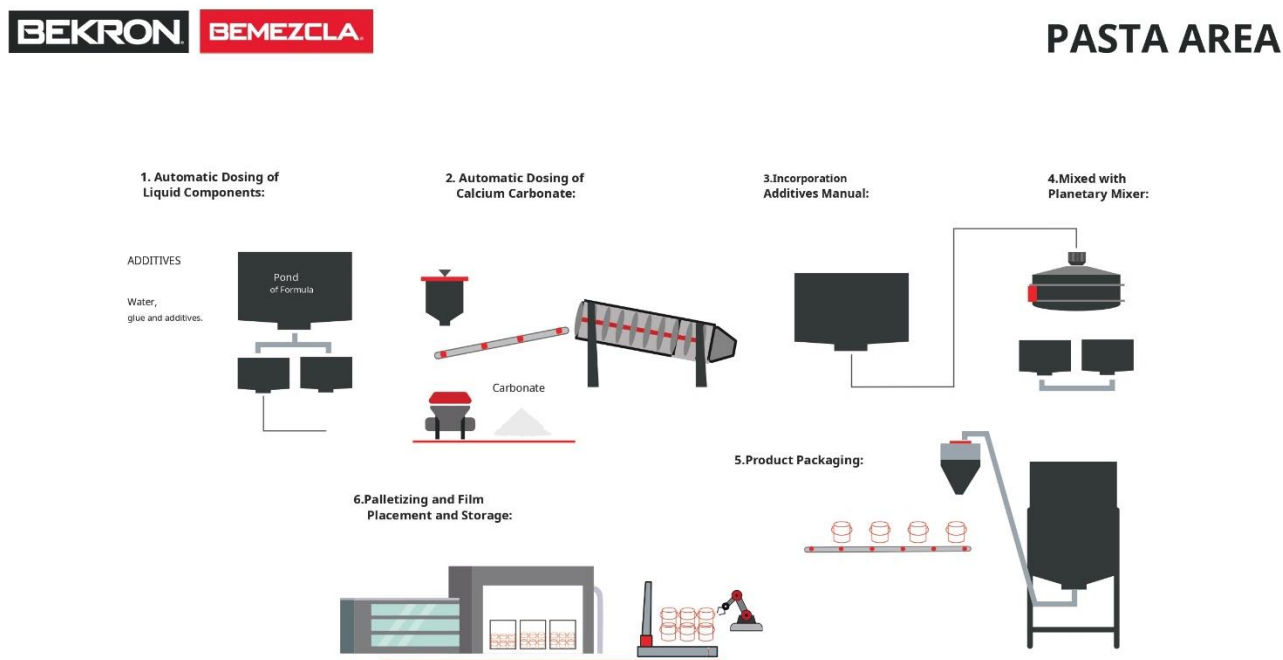 BEKRON. BEMEZCLA.
PASTA AREA
1. Automatic Dosing of
Liquid Components:
2. Automatic Dosing of
Calcium Carbonate:
3.Incorporation
Additives Manual:
4.Mixed with
Planetary Mixer:
ADDITIVES
Water,
glue and additives.
Pond
of Formula
Carbonate
5.Product Packaging:
6.Palletizing and Film
Placement and Storage: